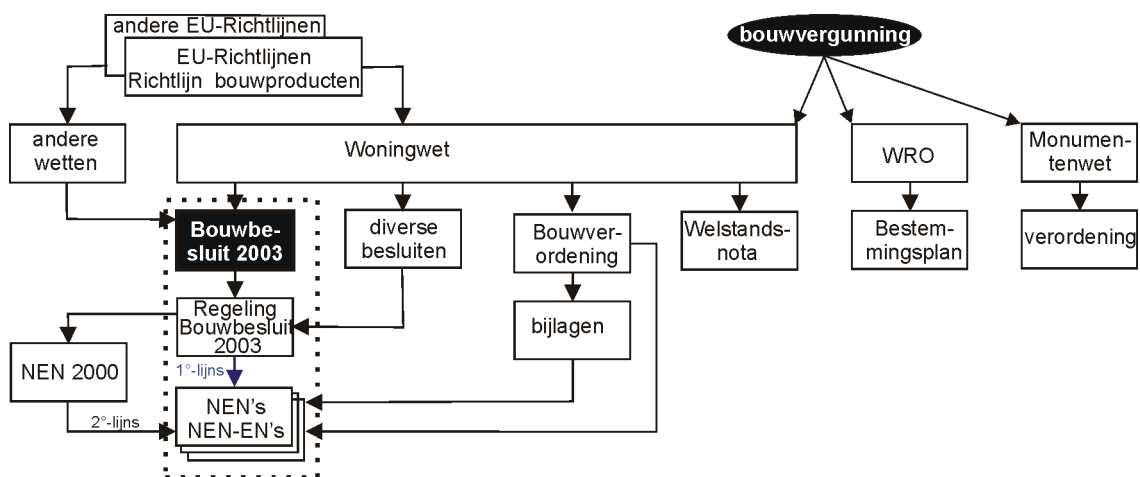 andere EU-Richtlijnen
EU-Richtlijnen
Richtlijn bouwproducten
bouwvergunning
andere
wetten
Woningwet
WRO
Monumen-
tenwet
Bouwbe-
sluit 2003
diverse
besluiten
Bouwver-
ordening
Welstands-
nota
Bestem-
mingsplan
verordening
Regeling
Bouwbesluit
2003
bijlagen
NEN 2000
1°-lijns
NEN's
NEN-EN's
2°-lijns